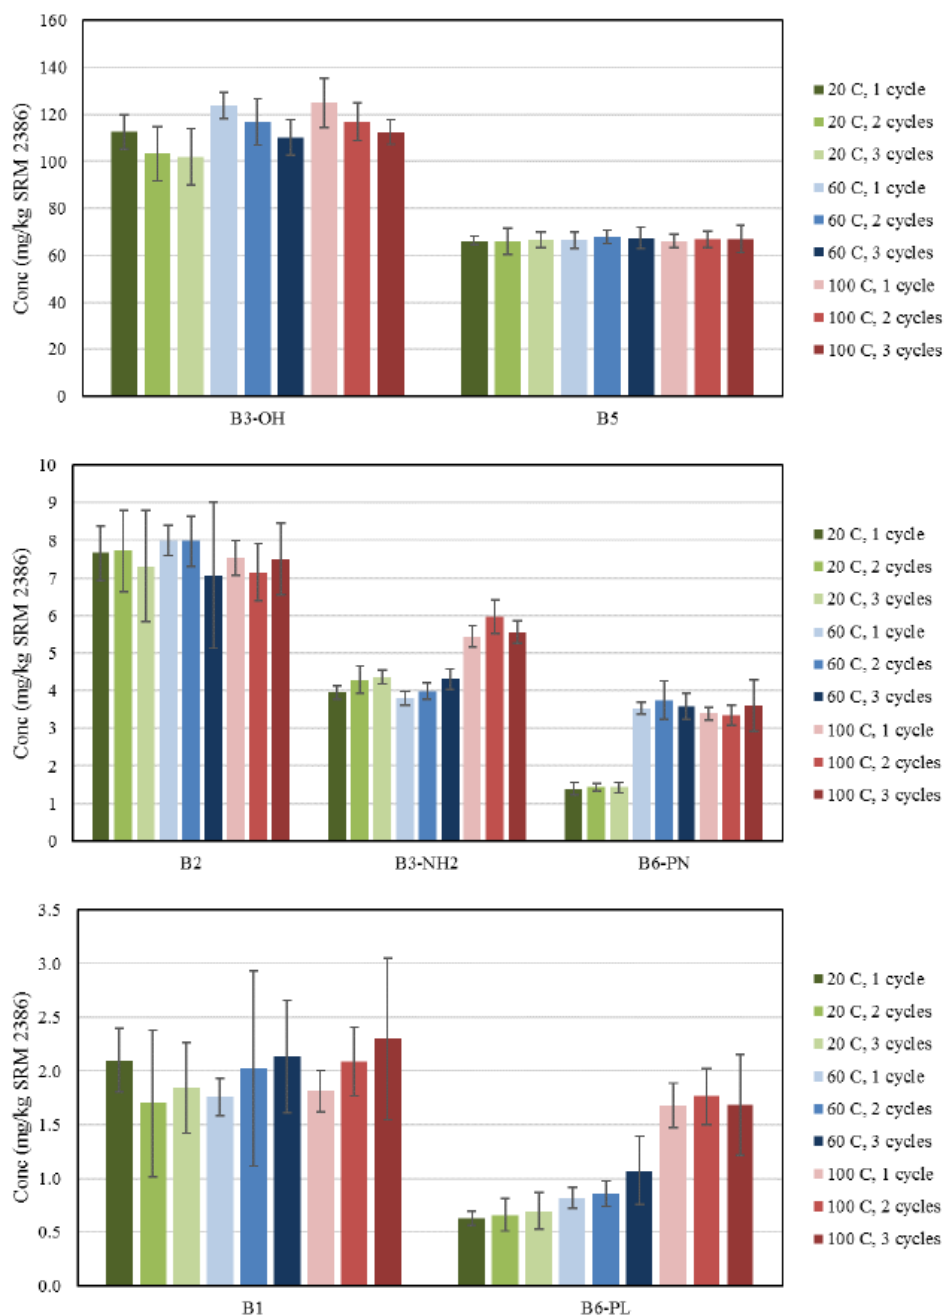 160
140
120
100
80
60
40
20
0
Conc (mg/kg SRM 2386)
B3-OH
B5
20 C, 1 cycle
20 C, 2 cycles
20 C, 3 cycles
60 C, 1 cycle
60 C, 2 cycles
60 C, 3 cycles
100 C, 1 cycle
100 C, 2 cycles
100 C, 3 cycles
10
9
8
7
6
5
4
3
2
1
0
Conc (mg/kg SRM 2386)
B2
B3-NH2
B6-PN
20 C, 1 cycle
20 C, 2 cycles
20 C, 3 cycles
60 C, 1 cycle
60 C, 2 cycles
60 C, 3 cycles
100 C, 1 cycle
100 C, 2 cycles
100 C, 3 cycles
3.5
3.0
2.5
2.0
1.5
1.0
0.5
0.0
Conc (mg/kg SRM 2386)
B1
B6-PL
20 C, 1 cycle
20 C, 2 cycles
20 C, 3 cycles
60 C, 1 cycle
60 C, 2 cycles
60 C, 3 cycles
100 C, 1 cycle
100 C, 2 cycles
100 C, 3 cycles